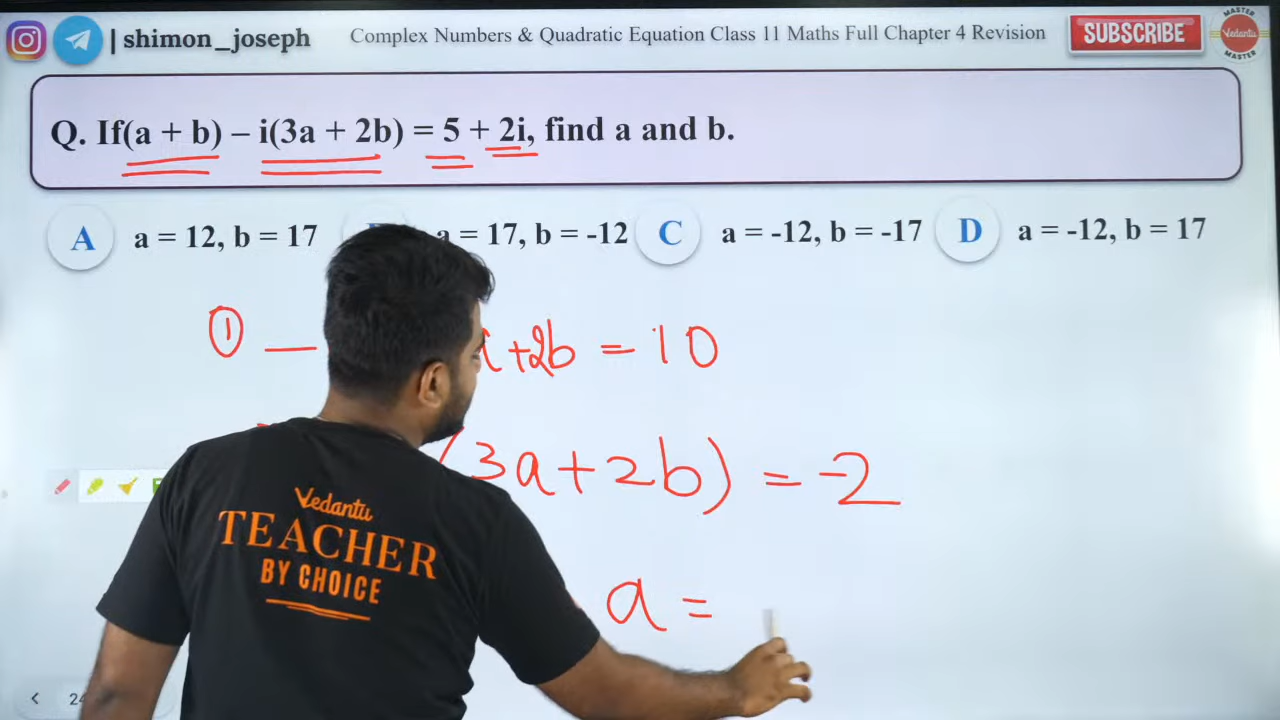 | shimon_joseph
Complex Numbers & Quadratic Equation Class 11 Maths Full Chapter 4 Revision
SUBSCRIBE
MASTER
Vedantu
MASTER
Q. If(a + b) – i(3a + 2b) = 5 + 2i, find a and b.
A a = 12, b = 17
a = 17, b = -12
C a = -12, b = -17
D a = -12, b = 17
① — +2b = 10
(3a+2b) = -2
a =
Vedantu
TEACHER
BY CHOICE